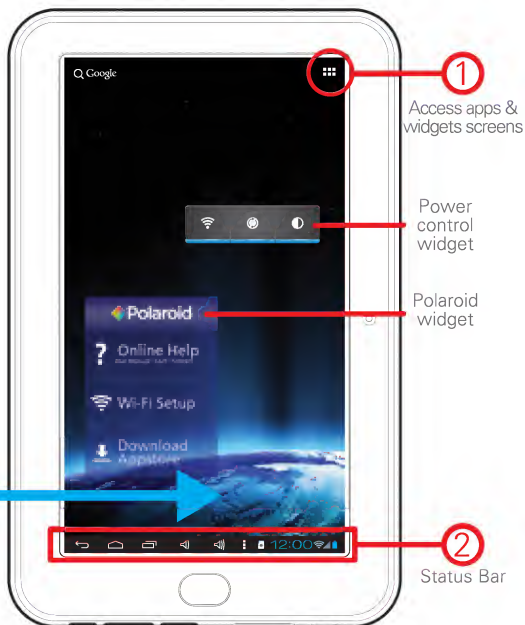 Google
1
Access apps &
widgets screens
Power
control
widget
Polaroid
Polaroid
widget
? Online Help
Wi-Fi Setup
Download
Appstore
12:00
2
Status Bar